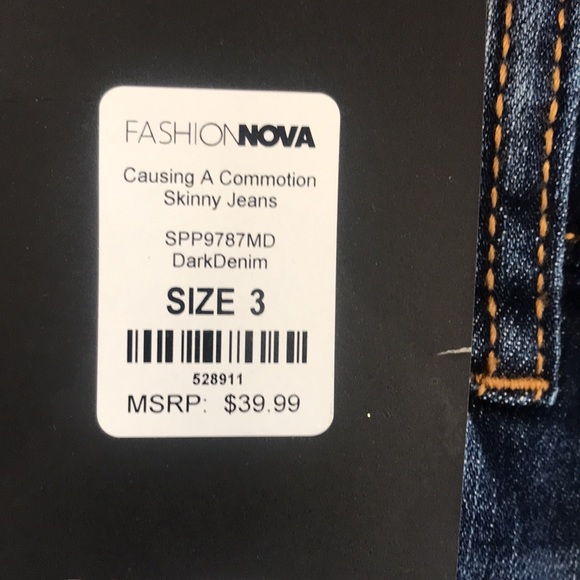 FASHIONNOVA
Causing A Commotion
Skinny Jeans
SPP9787MD
DarkDenim
SIZE 3
528911
MSRP: $39.99